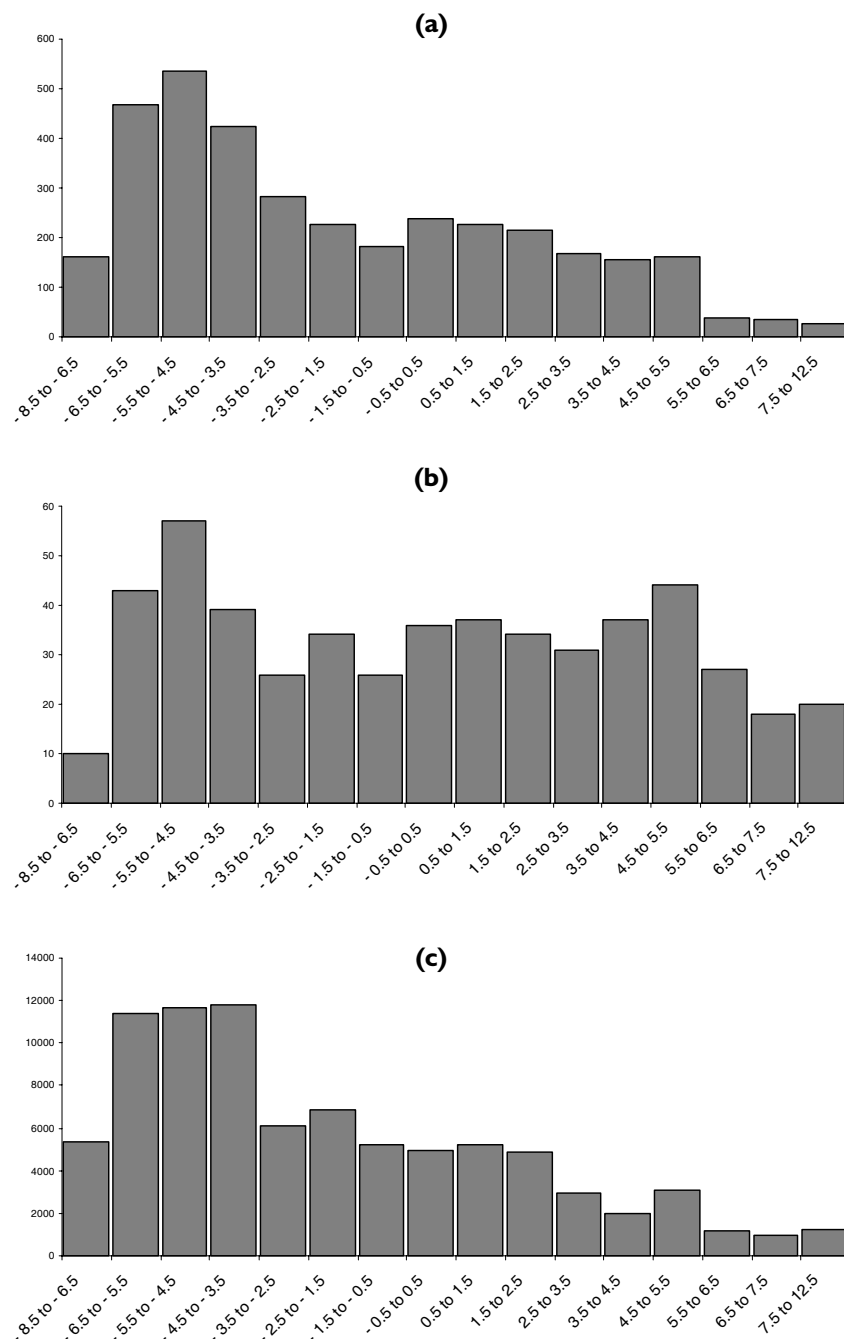 (a)
600
500
400
300
200
100
0
- 8.5 to - 6.5
- 6.5 to - 5.5
- 5.5 to - 4.5
- 4.5 to - 3.5
- 3.5 to - 2.5
- 2.5 to - 1.5
- 1.5 to - 0.5
- 0.5 to 0.5
0.5 to 1.5
1.5 to 2.5
2.5 to 3.5
3.5 to 4.5
4.5 to 5.5
5.5 to 6.5
6.5 to 7.5
7.5 to 12.5
(b)
60
50
40
30
20
10
0
- 8.5 to - 6.5
- 6.5 to - 5.5
- 5.5 to - 4.5
- 4.5 to - 3.5
- 3.5 to - 2.5
- 2.5 to - 1.5
- 1.5 to - 0.5
- 0.5 to 0.5
0.5 to 1.5
1.5 to 2.5
2.5 to 3.5
3.5 to 4.5
4.5 to 5.5
5.5 to 6.5
6.5 to 7.5
7.5 to 12.5
(c)
14000
12000
10000
8000
6000
4000
2000
0
- 8.5 to - 6.5
- 6.5 to - 5.5
- 5.5 to - 4.5
- 4.5 to - 3.5
- 3.5 to - 2.5
- 2.5 to - 1.5
- 1.5 to - 0.5
- 0.5 to 0.5
0.5 to 1.5
1.5 to 2.5
2.5 to 3.5
3.5 to 4.5
4.5 to 5.5
5.5 to 6.5
6.5 to 7.5
7.5 to 12.5